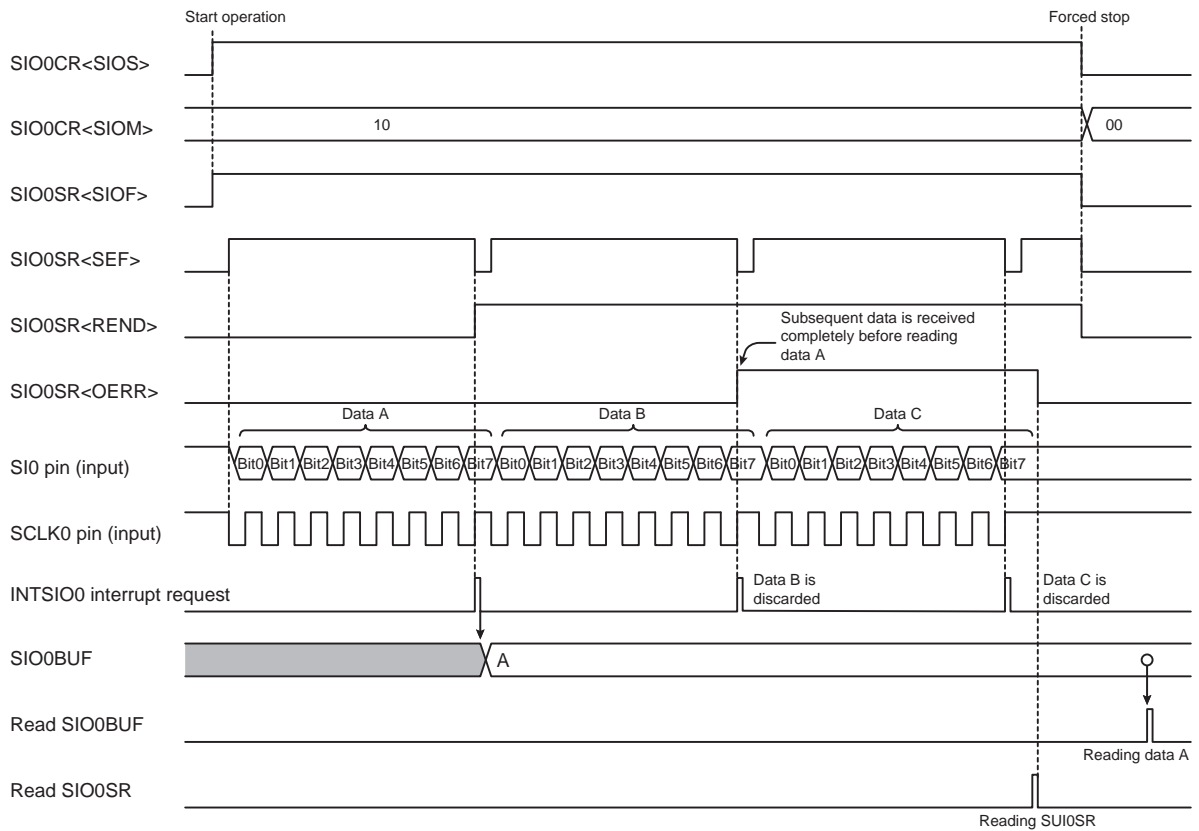 Start operation
Forced stop
SIO0CR<SIOS>
SIO0CR<SIOM>
10
00
SIO0SR<SIOF>
SIO0SR<SEF>
SIO0SR<REND>
Subsequent data is received
completely before reading
data A
SIO0SR<OERR>
Data A
Data B
Data C
SI0 pin (input)
Bit0 Bit1 Bit2 Bit3 Bit4 Bit5 Bit6 Bit7 Bit0 Bit1 Bit2 Bit3 Bit4 Bit5 Bit6 Bit7 Bit0 Bit1 Bit2 Bit3 Bit4 Bit5 Bit6 Bit7
SCLK0 pin (input)
INTSIO0 interrupt request
Data B is
discarded
Data C is
discarded
SIO0BUF
A
Read SIO0BUF
Reading data A
Read SIO0SR
Reading SUI0SR